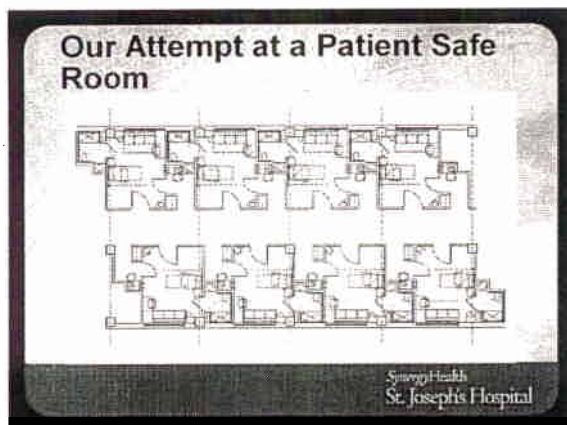 Our Attempt at a Patient Safe
Room
SynergyHealth
St. Joseph's Hospital